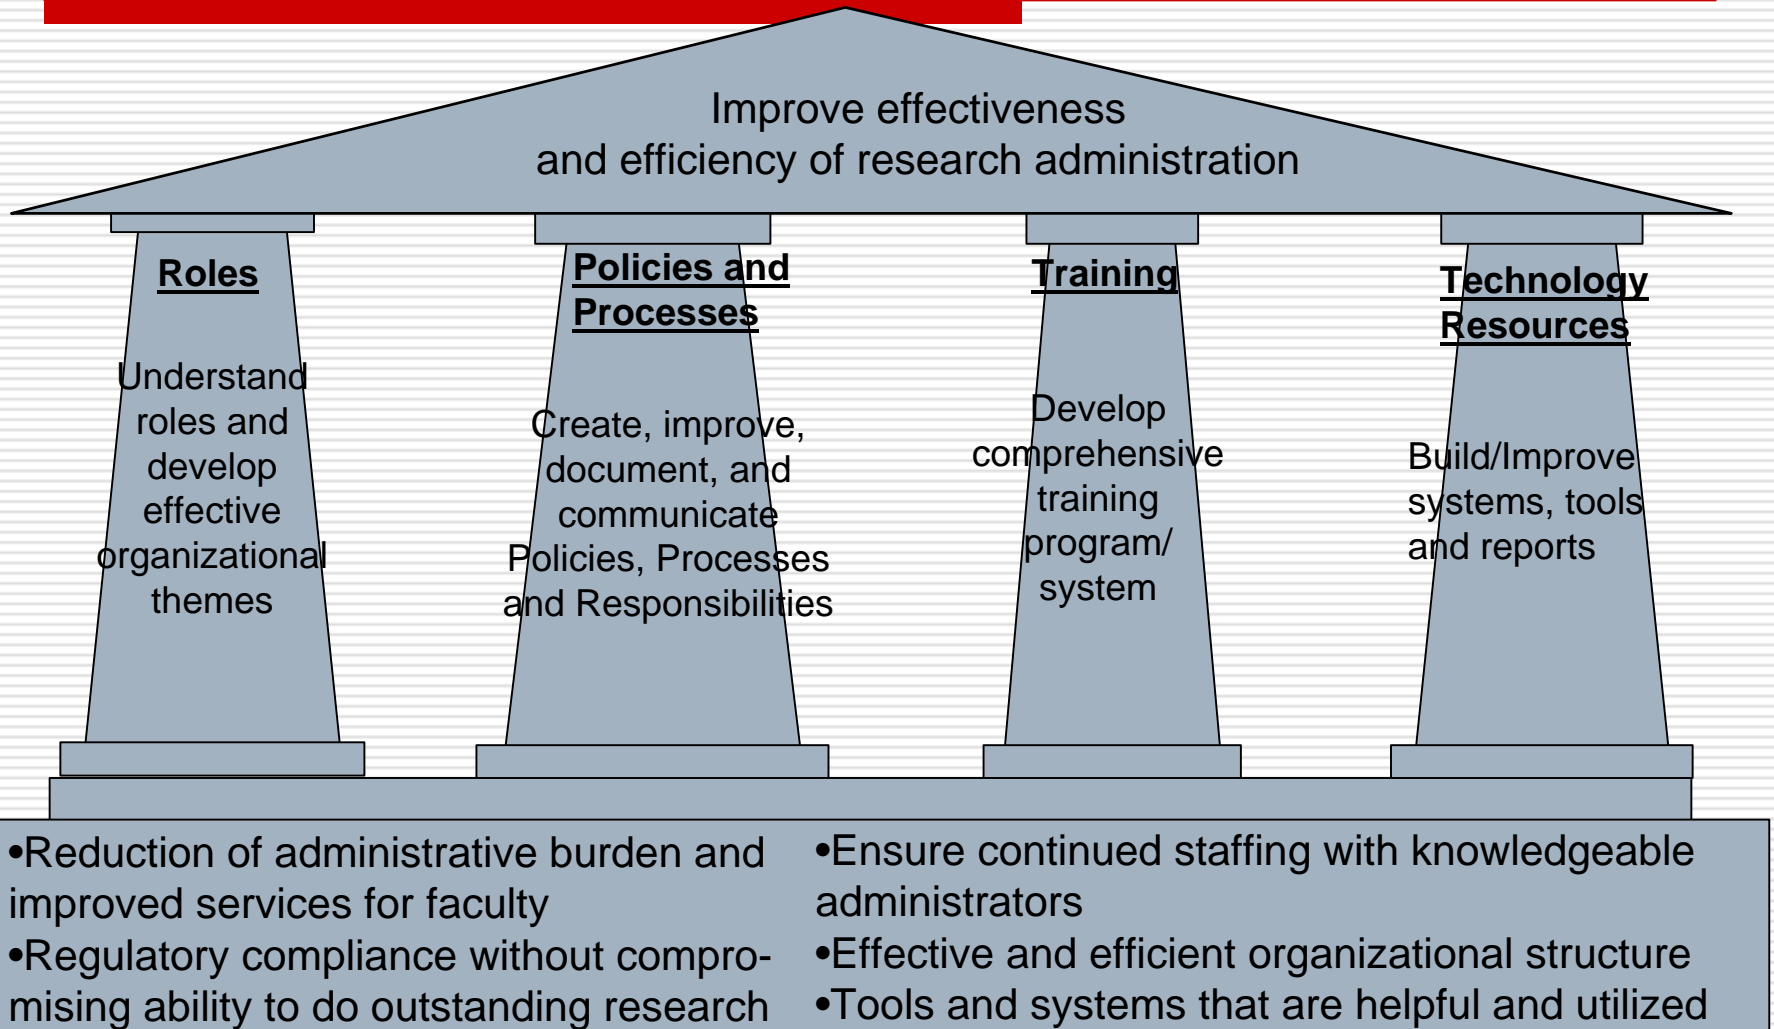 Improve effectiveness
and efficiency of research administration
Roles
Understand
roles and
develop
effective
organizational
themes
Policies and
Processes
Create, improve,
document, and
communicate
Policies, Processes
and Responsibilities
Training
Develop
comprehensive
training
program/
system
Technology
Resources
Build/Improve
systems, tools
and reports
•Reduction of administrative burden and
improved services for faculty
•Regulatory compliance without compro-
mising ability to do outstanding research
•Ensure continued staffing with knowledgeable
administrators
•Effective and efficient organizational structure
•Tools and systems that are helpful and utilized